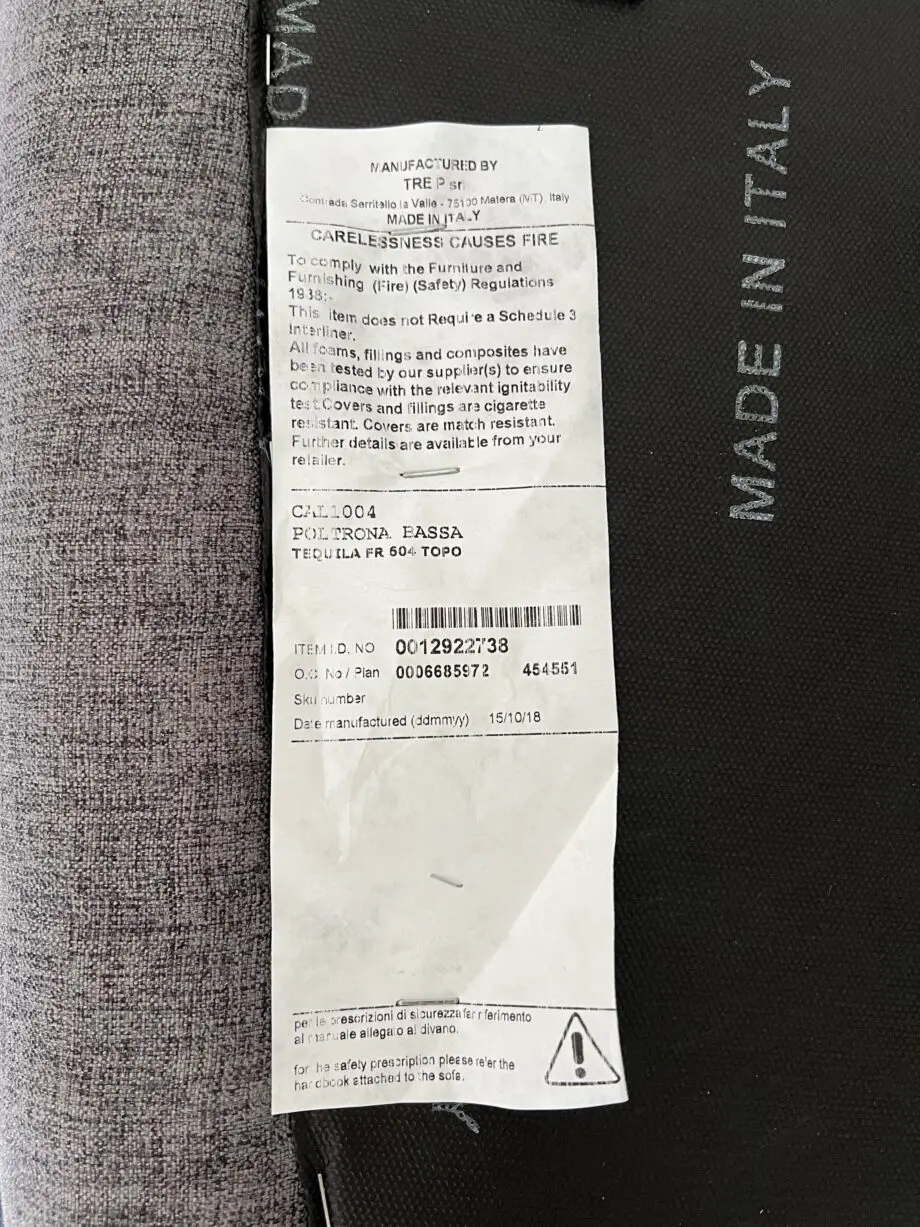 MAD
MADE IN ITALY
MANUFACTURED BY
TRE P srl
Contrada Serritello la Valle - 75100 Matera (MT), Italy
MADE IN ITALY
CARELESSNESS CAUSES FIRE
To comply with the Furniture and
Furnishing (Fire) (Safety) Regulations
1988:-
This item does not Require a Schedule 3
Interliner.
All foams, fillings and composites have
been tested by our supplier(s) to ensure
compliance with the relevant ignitability
test.Covers and fillings are cigarette
resistant. Covers are match resistant.
Further details are available from your
retailer.
CAL1004
POLTRONA BASSA
TEQUILA FR 504 TOPO
ITEM I.D. NO 0012922738
O.C. No / Plan 0006685972 454551
Sku number
Date manufactured (ddmmyy) 15/10/18
per le prescrizioni di sicurezza far riferimento
al manuale allegato al divano.
for the safety prescription please refer the
handbook attached to the sofa.